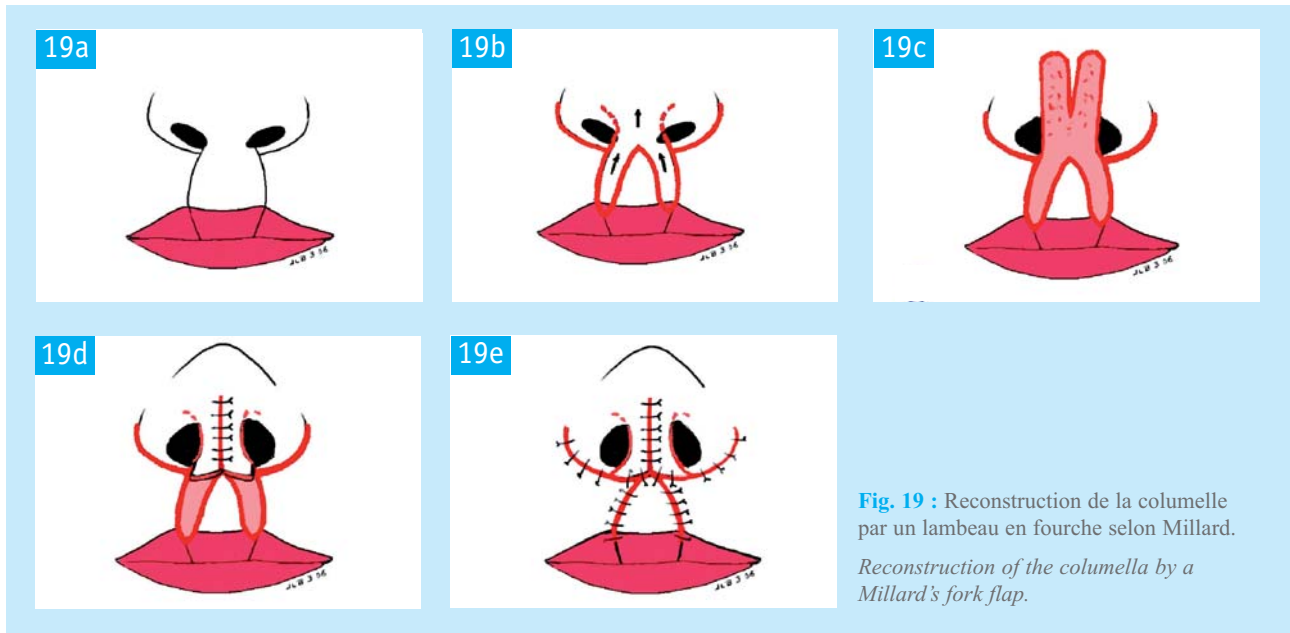 19a
19b
19c
19d
19e
Fig. 19 : Reconstruction de la columelle
par un lambeau en fourche selon Millard.
Reconstruction of the columella by a
Millard's fork flap.